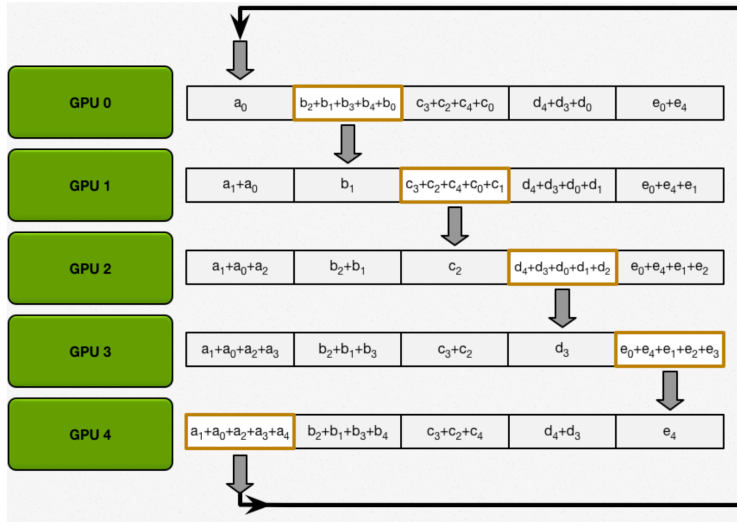 GPU 0 a₀ b₂+b₁+b₃+b₄+b₀ c₃+c₂+c₄+c₀ d₄+d₃+d₀ e₀+e₄
GPU 1 a₁+a₀ b₁ c₃+c₂+c₄+c₀+c₁ d₄+d₃+d₀+d₁ e₀+e₄+e₁
GPU 2 a₁+a₀+a₂ b₂+b₁ c₂ d₄+d₃+d₀+d₁+d₂ e₀+e₄+e₁+e₂
GPU 3 a₁+a₀+a₂+a₃ b₂+b₁+b₃ c₃+c₂ d₃ e₀+e₄+e₁+e₂+e₃
GPU 4 a₁+a₀+a₂+a₃+a₄ b₂+b₁+b₃+b₄ c₃+c₂+c₄ d₄+d₃ e₄